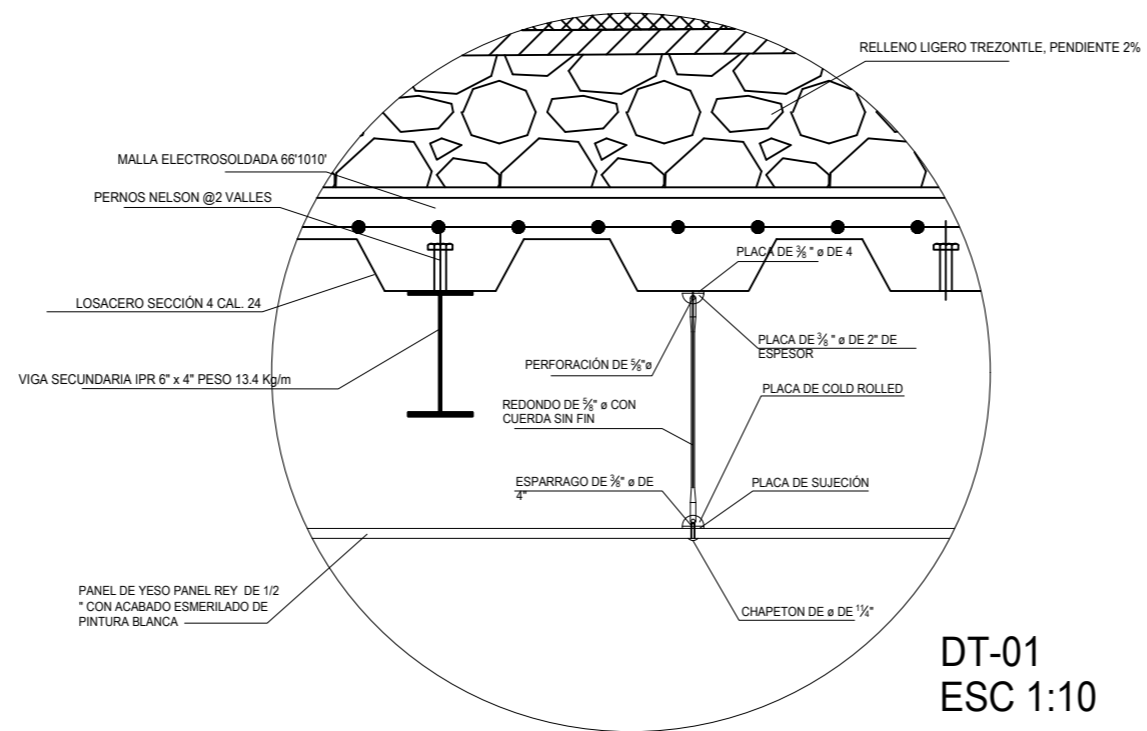 RELLENO LIGERO TREZONTLE, PENDIENTE 2%
MALLA ELECTROSOLDADA 66'1010'
PERNOS NELSON @2 VALLES
PLACA DE ⅜ " ø DE 4
LOSACERO SECCIÓN 4 CAL. 24
PLACA DE ⅜ " ø DE 2" DE
ESPESOR
PERFORACIÓN DE ⅝"ø
VIGA SECUNDARIA IPR 6" x 4" PESO 13.4 Kg/m
PLACA DE COLD ROLLED
REDONDO DE ⅝" ø CON
CUERDA SIN FIN
ESPARRAGO DE ⅜" ø DE
4"
PLACA DE SUJECIÓN
PANEL DE YESO PANEL REY DE 1/2
" CON ACABADO ESMERILADO DE
PINTURA BLANCA
CHAPETON DE ø DE 1¼"
DT-01
ESC 1:10